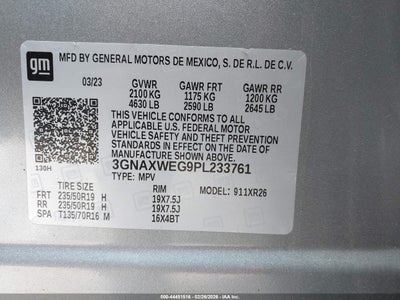 gm
MFD BY GENERAL MOTORS DE MEXICO, S. DE R.L. DE C.V.
03/23 GVWR GAWR FRT GAWR RR
2100 KG 1175 KG 1200 KG
4630 LB 2590 LB 2645 LB
THIS VEHICLE CONFORMS TO ALL APPLICABLE
FEDERAL MOTOR
VEHICLE SAFETY AND THEFT PREVENTION
STANDARDS IN EFFECT ON THE DATE OF
MANUFACTURE SHOWN ABOVE.
3GNAXWEG9PL233761
130H TYPE: MPV
TIRE SIZE RIM MODEL: 911XR26
FRT 235/50R19 H 19X7.5J
RR 235/50R19 H 19X7.5J
SPA T135/70R16 M 16X4BT
000-44451516 - 02/26/2026 - IAA